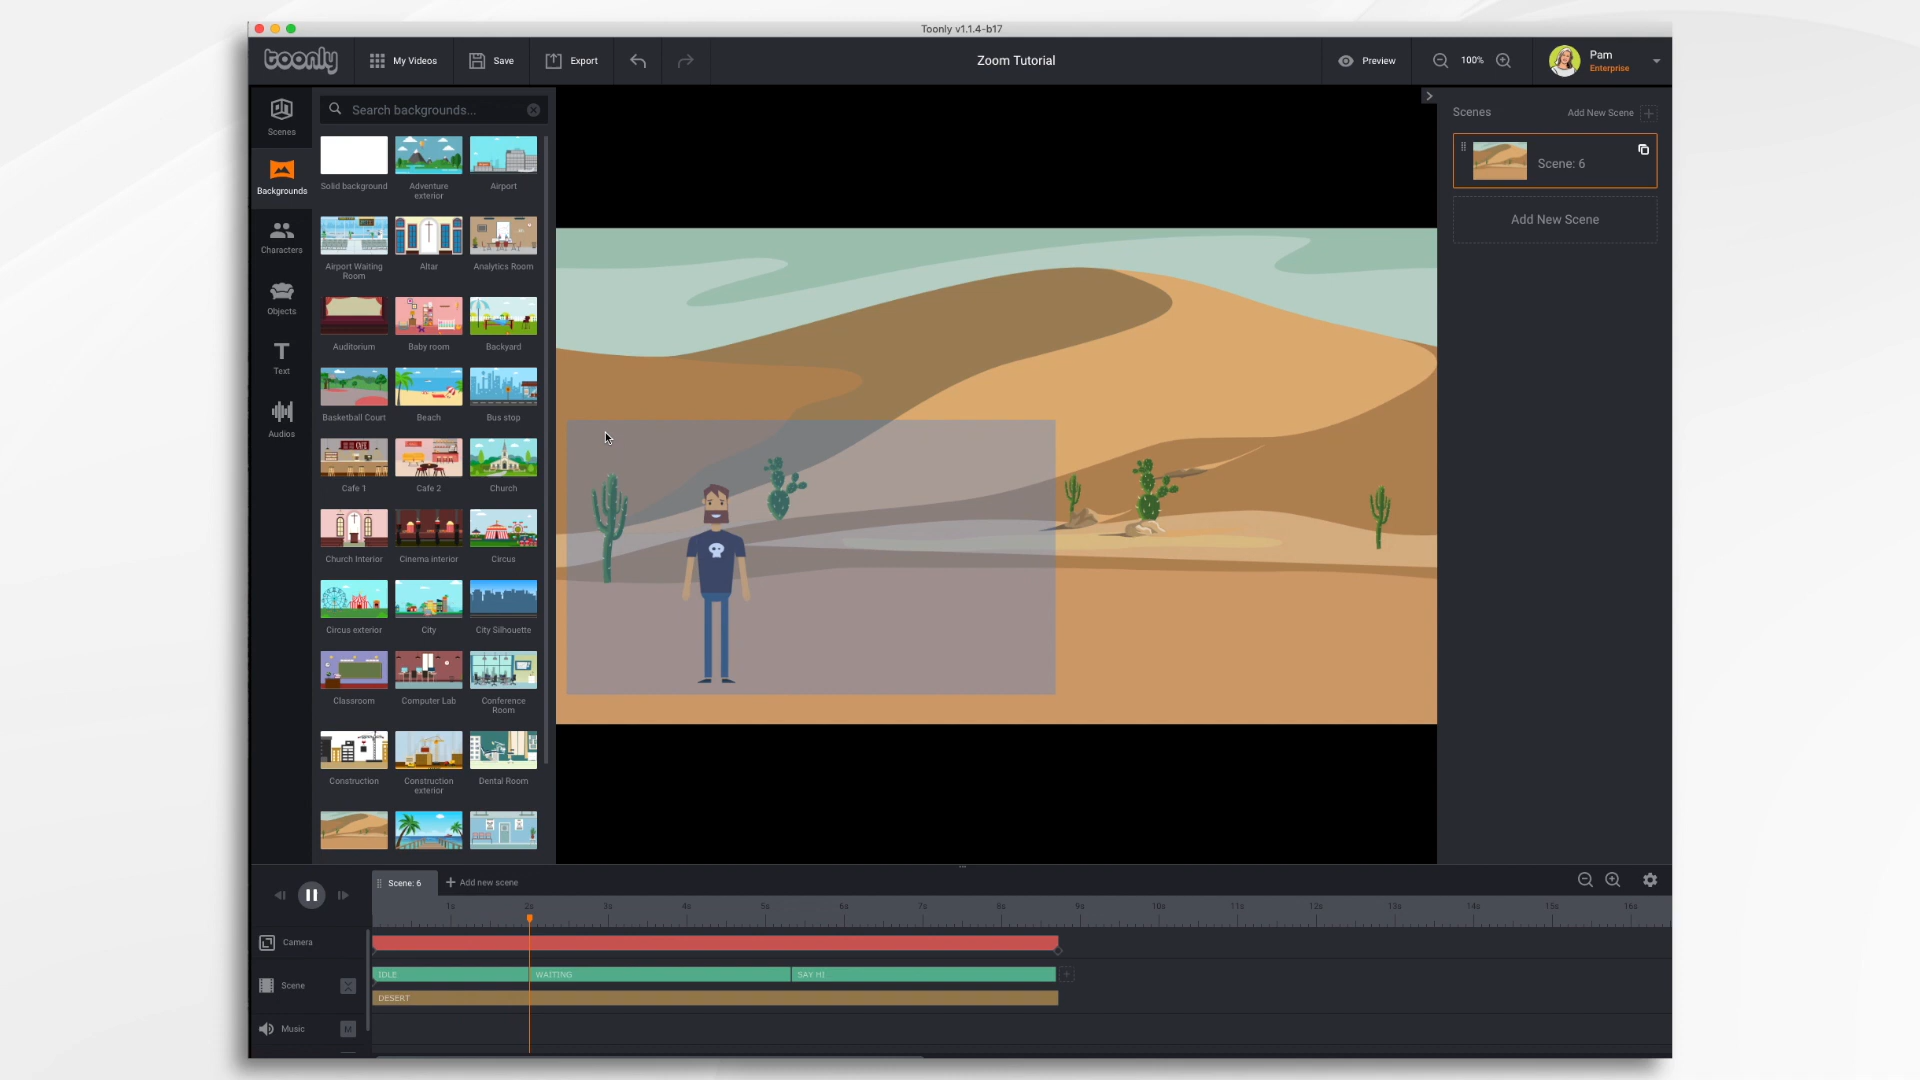 Toonly v1.1.4-b17
toonly
My Videos
Save
Export
Zoom Tutorial
Preview
100%
Pam
Enterprise
Scenes
Backgrounds
Characters
Objects
Text
Audios
Search backgrounds...
Solid background
Adventure
exterior
Airport
Airport Waiting
Room
Altar
Analytics Room
Auditorium
Baby room
Backyard
Basketball Court
Beach
Bus stop
Cafe 1
Cafe 2
Church
Church Interior
Cinema interior
Circus
Circus exterior
City
City Silhouette
Classroom
Computer Lab
Conference
Room
Construction
Construction
exterior
Dental Room
Scenes
Add New Scene
Scene: 6
Add New Scene
Scene: 6
Add new scene
1s
2s
3s
4s
5s
6s
7s
8s
9s
10s
11s
12s
13s
14s
15s
16s
Camera
Scene
IDLE
WAITING
SAY HI
DESERT
Music
M